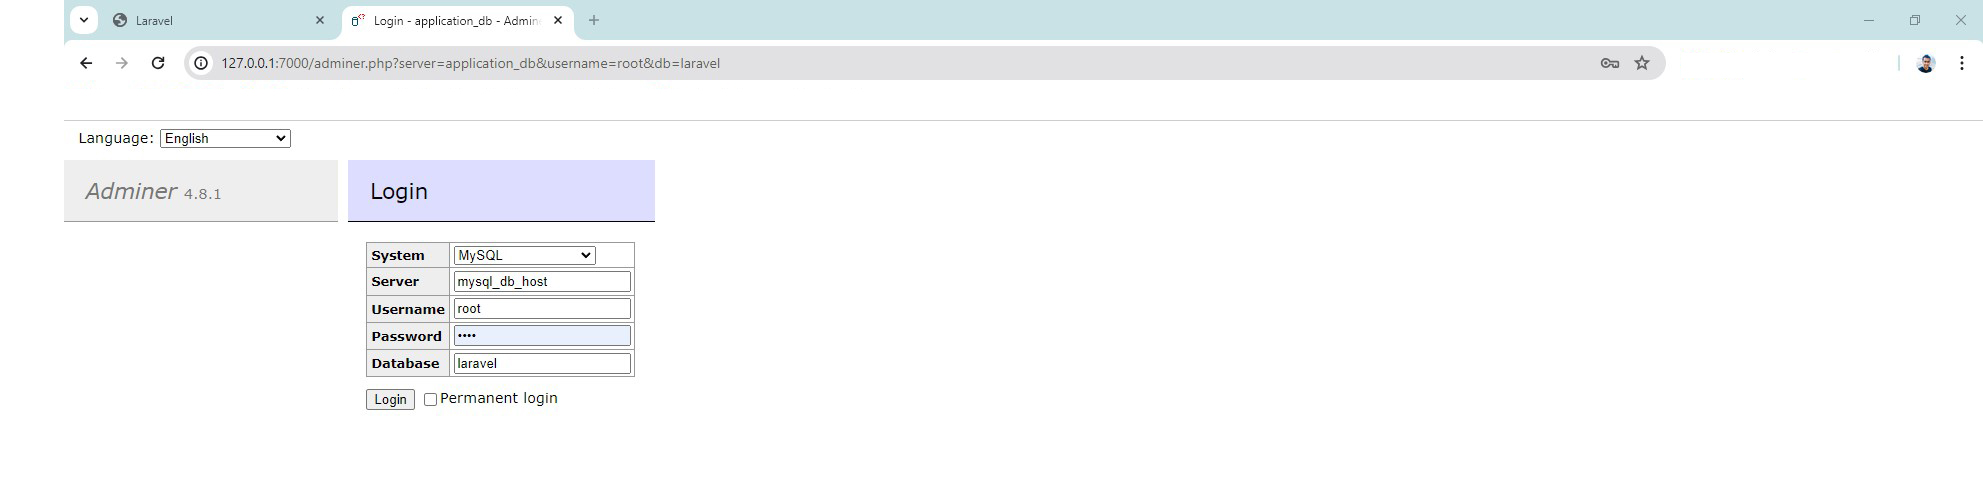 Laravel
Login - application_db - Admin
127.0.0.1:7000/adminer.php?server=application_db&username=root&db=laravel
Language: English
Adminer 4.8.1
Login
System MySQL
Server mysql_db_host
Username root
Password ••••
Database laravel
Login Permanent login